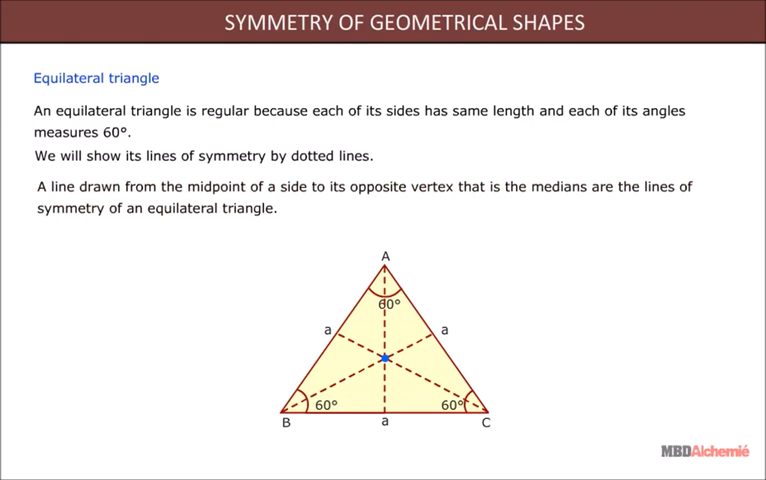 SYMMETRY OF GEOMETRICAL SHAPES
Equilateral triangle
An equilateral triangle is regular because each of its sides has same length and each of its angles
measures 60°.
We will show its lines of symmetry by dotted lines.
A line drawn from the midpoint of a side to its opposite vertex that is the medians are the lines of
symmetry of an equilateral triangle.
A
60°
a a
60° 60°
B a C
MBDAlchemié